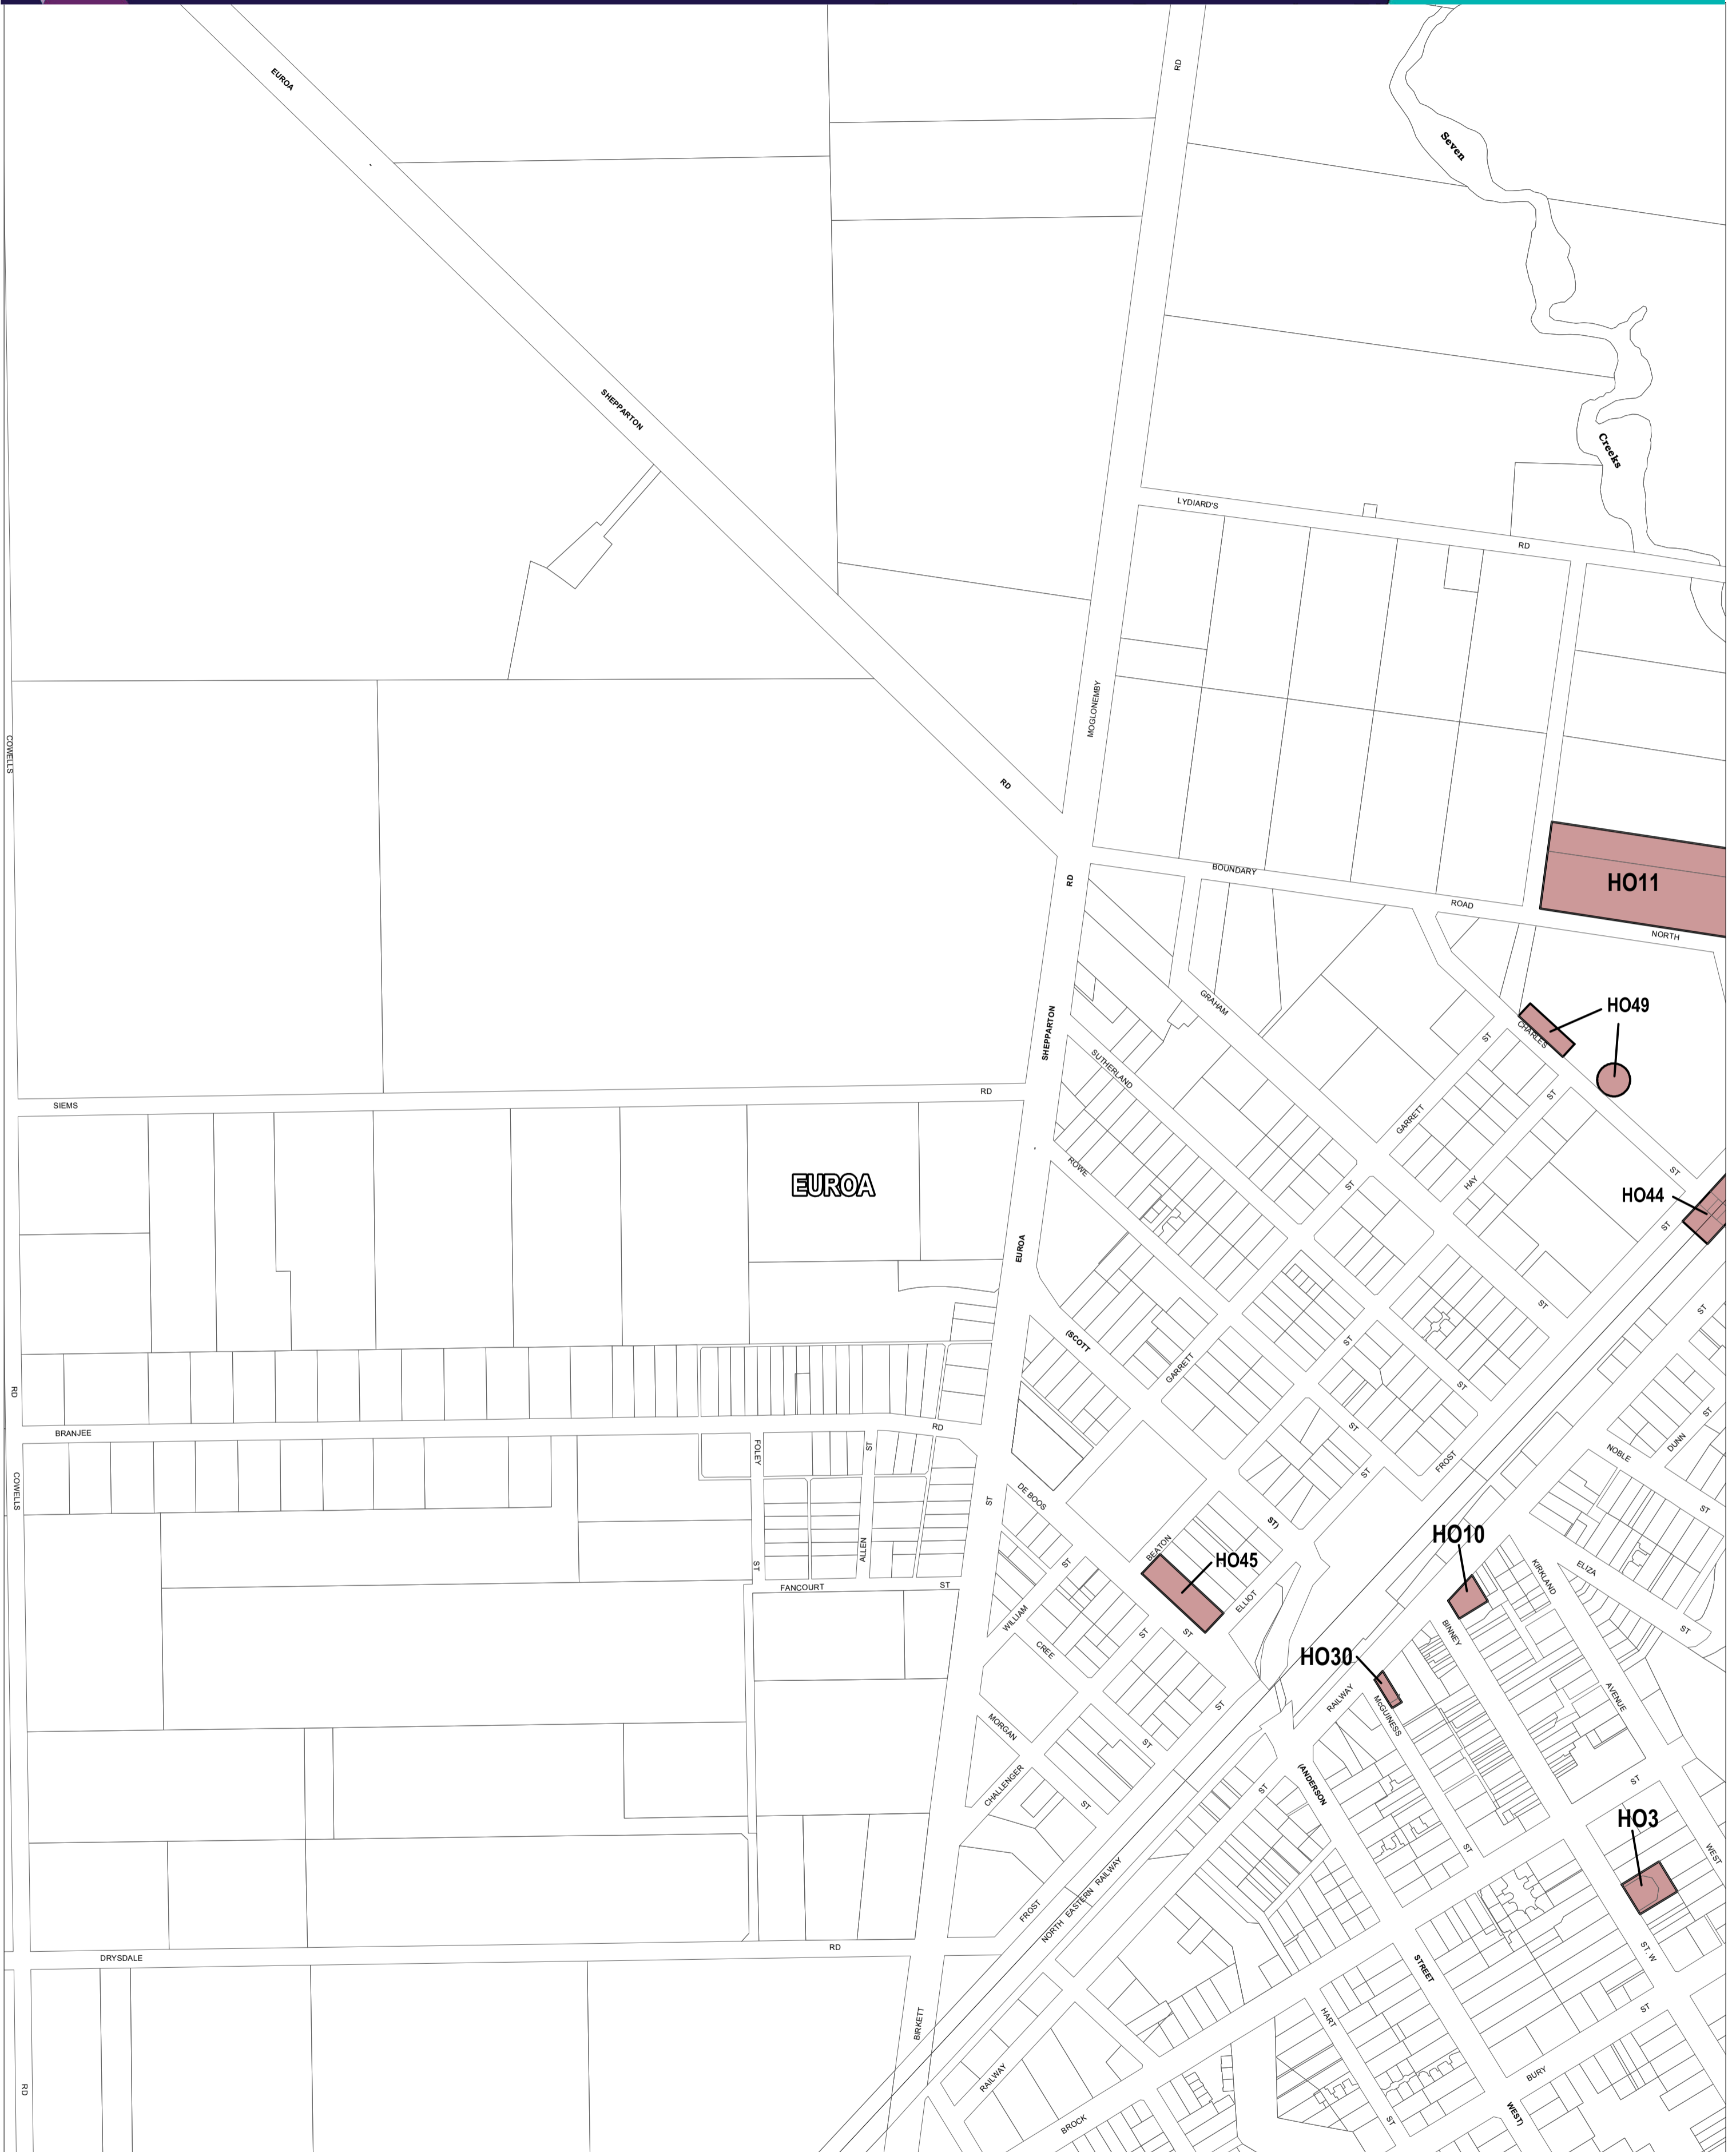 EUROA
RD
Seven
SHEPPARTON
Creeks
LYDIARD'S
RD
MOGLONEMBY
COWELLS
RD
BOUNDARY
RD
HO11
ROAD
NORTH
GRAHAM
HO49
SHEPPARTON
CHARLES
ST
SUTHERLAND
RD
SIEMS
ST
GARRETT
ROWE
ST
EUROA
ST
HAY
HO44
ST
EUROA
ST
ST
(SCOTT
ST
GARRETT
ST
RD
ST
DUNN
ST
RD
BRANJEE
ST
FOLEY
NOBLE
FROST
ST
COWELLS
DE BOOS
ST
ST
ST)
HO10
BEATON
ALLEN
HO45
ST
ST
ELIZA
KIRKLAND
FANCOURT
ST
ELLIOT
WILLIAM
ST
ST
BINNEY
ST
CREE
HO30
RAILWAY
AVENUE
ST
McGUINESS
MORGAN
ST
CHALLENGER
(ANDERSON
ST
ST
ST
HO3
ST
WEST
NORTH EASTERN RAILWAY
FROST
RD
DRYSDALE
ST W
STREET
BIRKETT
HART
ST
RAILWAY
BURY
RD
BROCK
ST
WEST)